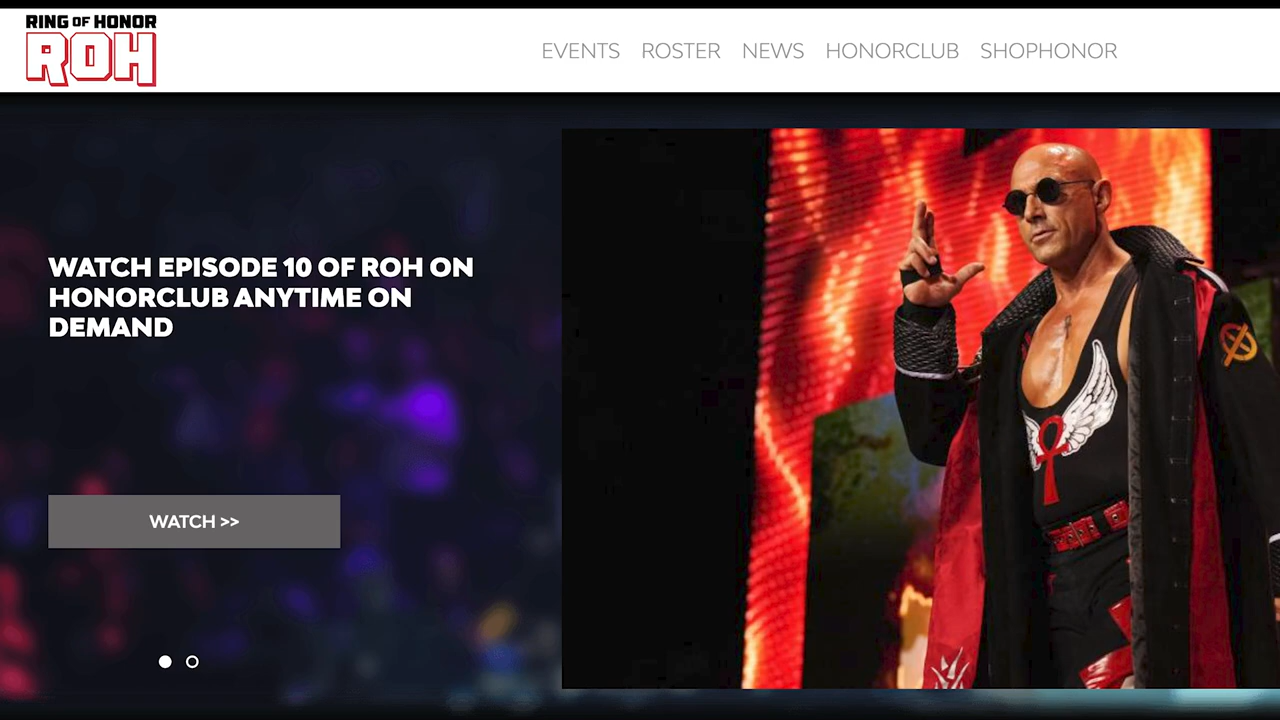 RING OF HONOR
ROH
EVENTS ROSTER NEWS HONORCLUB SHOPHONOR
WATCH EPISODE 10 OF ROH ON
HONORCLUB ANYTIME ON
DEMAND
WATCH >>